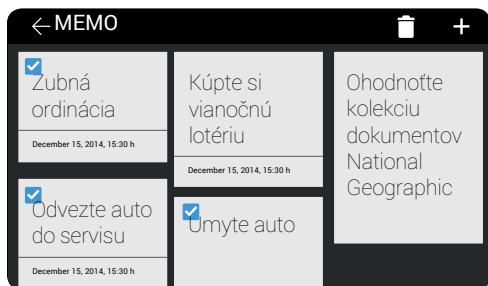 MEMO
Zubná
ordinácia
December 15, 2014, 15:30 h
Kúpte si
vianočnú
lotériu
December 15, 2014, 15:30 h
Ohodnoťte
kolekciu
dokumentov
National
Geographic
Odvezte auto
do servisu
December 15, 2014, 15:30 h
Umyte auto